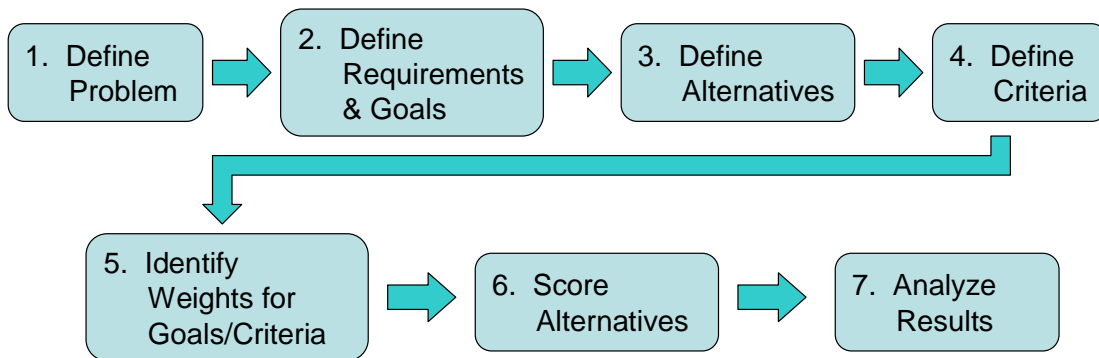 1. Define
Problem
2. Define
Requirements
& Goals
3. Define
Alternatives
4. Define
Criteria
5. Identify
Weights for
Goals/Criteria
6. Score
Alternatives
7. Analyze
Results